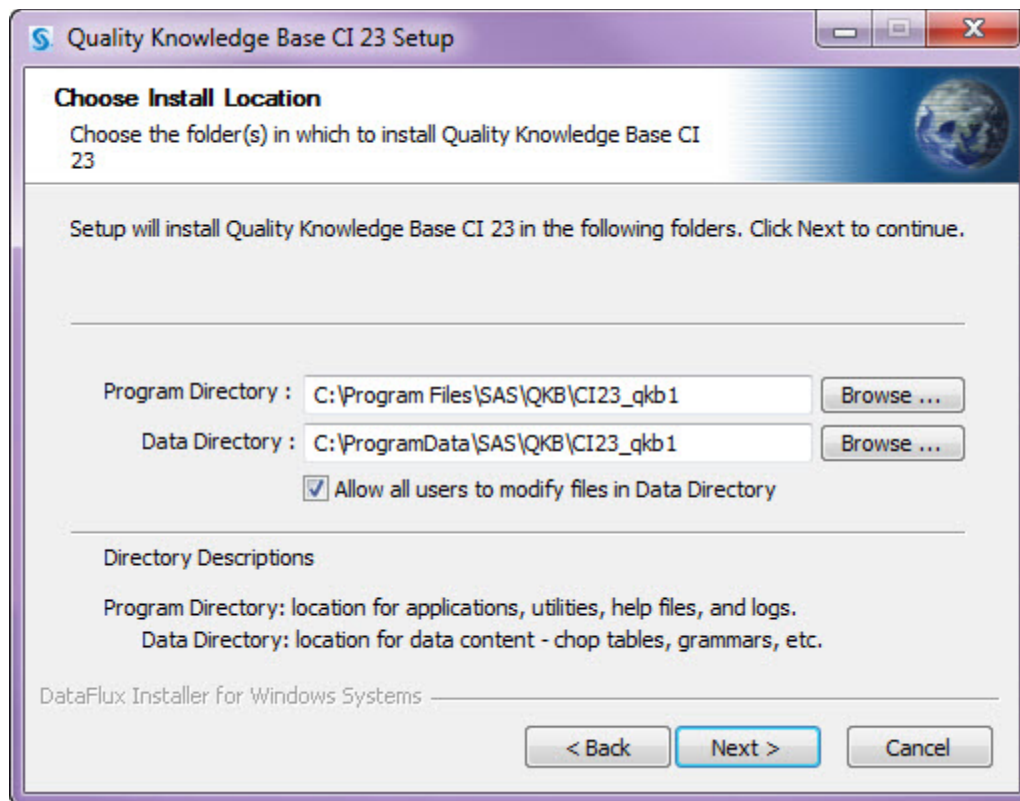 Quality Knowledge Base CI 23 Setup
Choose Install Location
Choose the folder(s) in which to install Quality Knowledge Base CI
23
Setup will install Quality Knowledge Base CI 23 in the following folders. Click Next to continue.
Program Directory : C:\Program Files\SAS\QKB\CI23_qkb1 Browse ...
Data Directory : C:\ProgramData\SAS\QKB\CI23_qkb1 Browse ...
Allow all users to modify files in Data Directory
Directory Descriptions
Program Directory: location for applications, utilities, help files, and logs.
Data Directory: location for data content - chop tables, grammars, etc.
DataFlux Installer for Windows Systems
< Back Next > Cancel